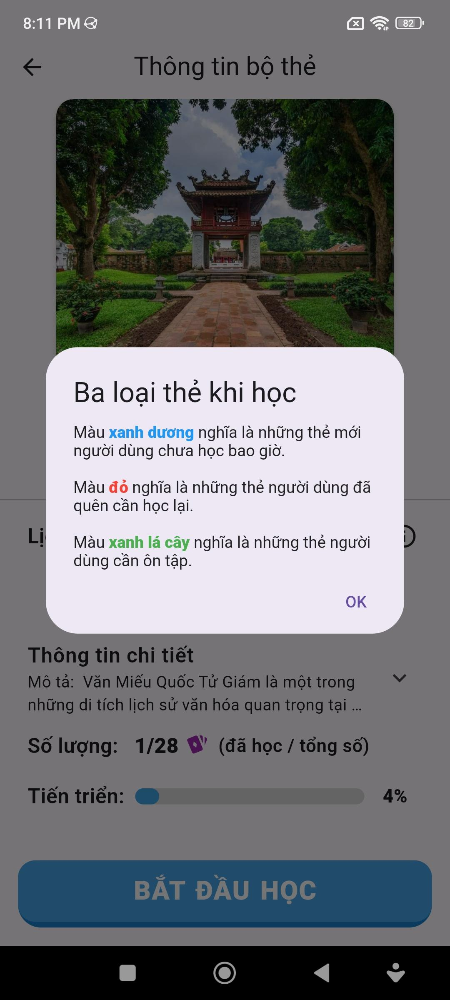 8:11 PM
82
Thông tin bộ thẻ
Ba loại thẻ khi học
Màu xanh dương nghĩa là những thẻ mới
người dùng chưa học bao giờ.
Màu đỏ nghĩa là những thẻ người dùng đã
quên cần học lại.
Màu xanh lá cây nghĩa là những thẻ người
dùng cần ôn tập.
OK
Thông tin chi tiết
Mô tả: Văn Miếu Quốc Tử Giám là một trong
những di tích lịch sử văn hóa quan trọng tại ...
Số lượng: 1/28 (đã học / tổng số)
Tiến triển: 4%
BẮT ĐẦU HỌC